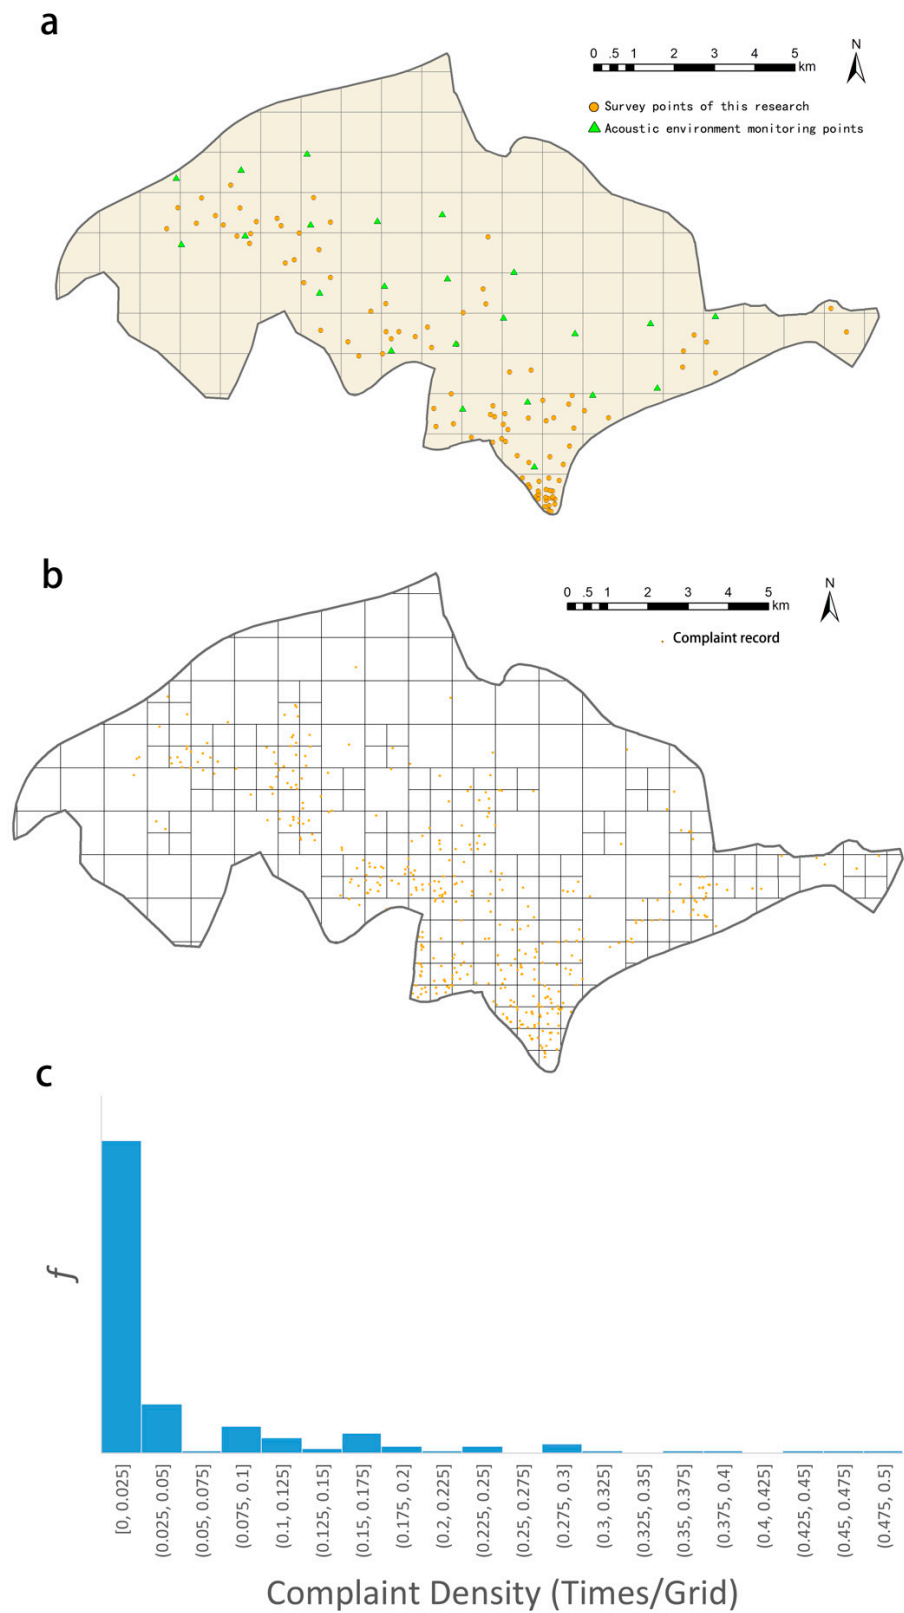 a
0 .5 1 2 3 4 5
km
N
Survey points of this research
Acoustic environment monitoring points
b
0 .5 1 2 3 4 5
km
N
Complaint record
c
f
[0, 0.025]
(0.025, 0.05]
(0.05, 0.075]
(0.075, 0.1]
(0.1, 0.125]
(0.125, 0.15]
(0.15, 0.175]
(0.175, 0.2]
(0.2, 0.225]
(0.225, 0.25]
(0.25, 0.275]
(0.275, 0.3]
(0.3, 0.325]
(0.325, 0.35]
(0.35, 0.375]
(0.375, 0.4]
(0.4, 0.425]
(0.425, 0.45]
(0.45, 0.475]
(0.475, 0.5]
Complaint Density (Times/Grid)